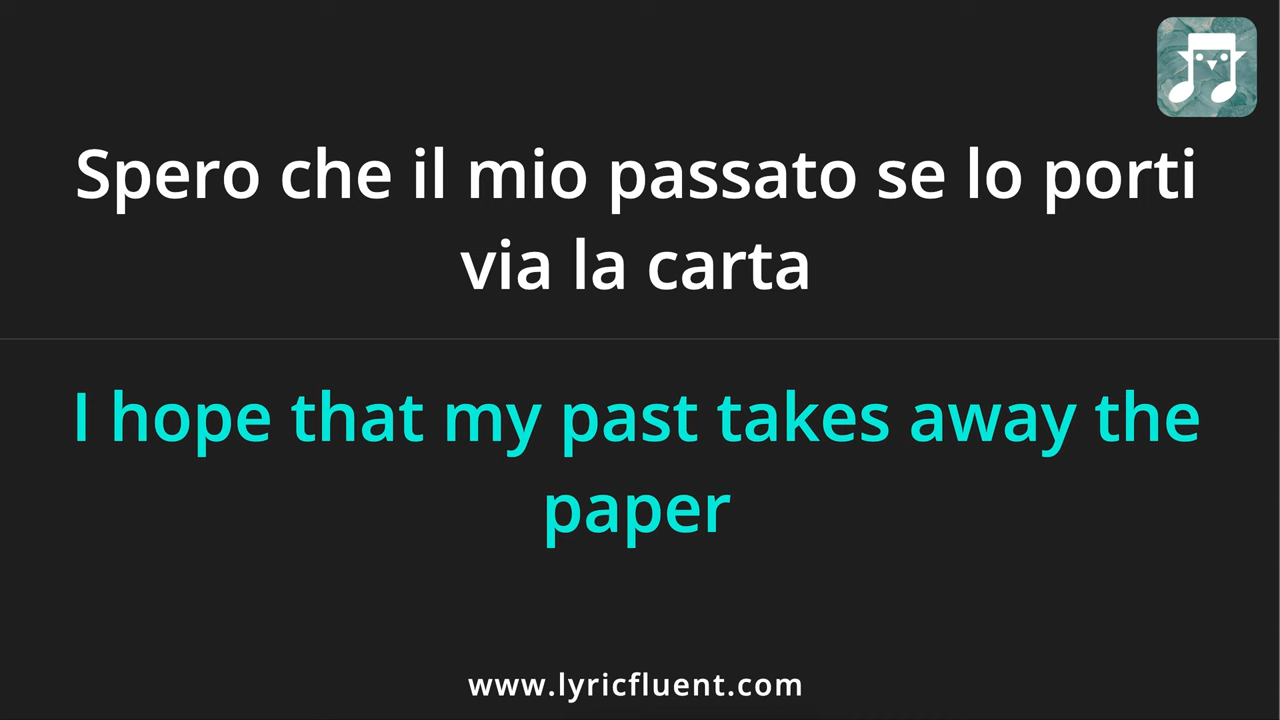 Spero che il mio passato se lo porti
via la carta
I hope that my past takes away the
paper
www.lyricfluent.com